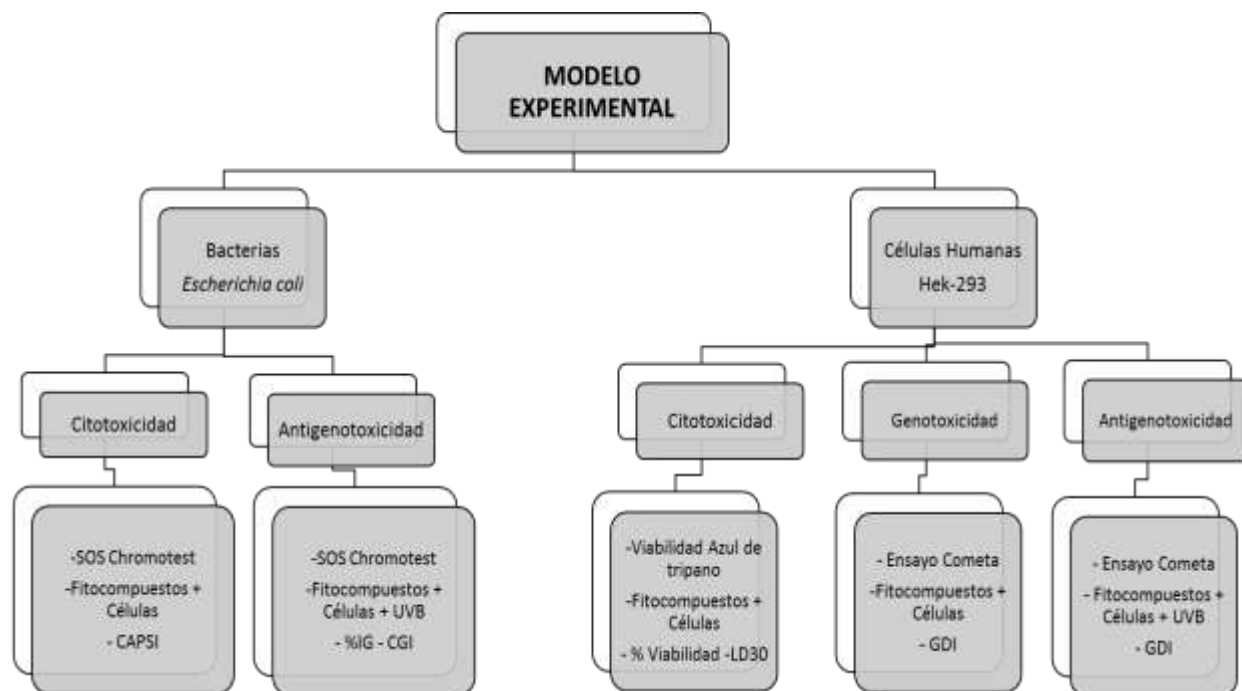 MODELO
EXPERIMENTAL
Bacterias
Escherichia coli
Células Humanas
Hek-293
Citotoxicidad
Antigenotoxicidad
Citotoxicidad
Genotoxicidad
Antigenotoxicidad
-SOS Chromotest
-Fitocompuestos +
Células
- CAPSI
-SOS Chromotest
-Fitocompuestos +
Células + UVB
- %IG - CGI
-Viabilidad Azul de
tripano
-Fitocompuestos +
Células
- % Viabilidad -LD30
- Ensayo Cometa
-Fitocompuestos +
Células
- GDI
- Ensayo Cometa
- Fitocompuestos +
Células + UVB
- GDI